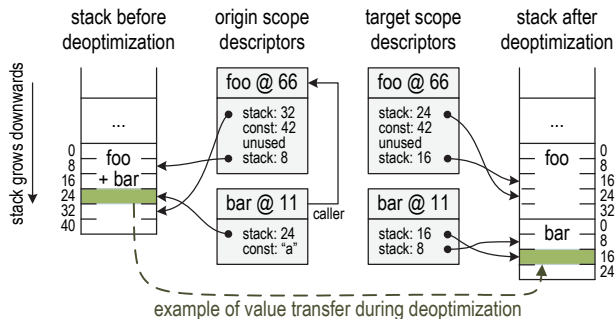 stack before
deoptimization
origin scope
descriptors
target scope
descriptors
stack after
deoptimization
stack grows downwards
...
0
8
16
24
32
40
foo
+ bar
foo @ 66
stack: 32
const: 42
unused
stack: 8
bar @ 11
stack: 24
const: "a"
caller
foo @ 66
stack: 24
const: 42
unused
stack: 16
bar @ 11
stack: 16
stack: 8
...
foo
0
8
16
24
32
bar
0
8
16
24
example of value transfer during deoptimization